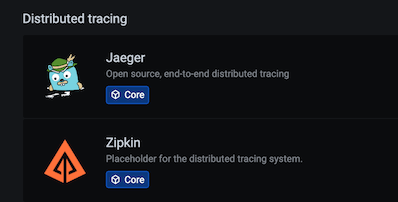 Distributed tracing
Jaeger
Open source, end-to-end distributed tracing
Core
Zipkin
Placeholder for the distributed tracing system.
Core